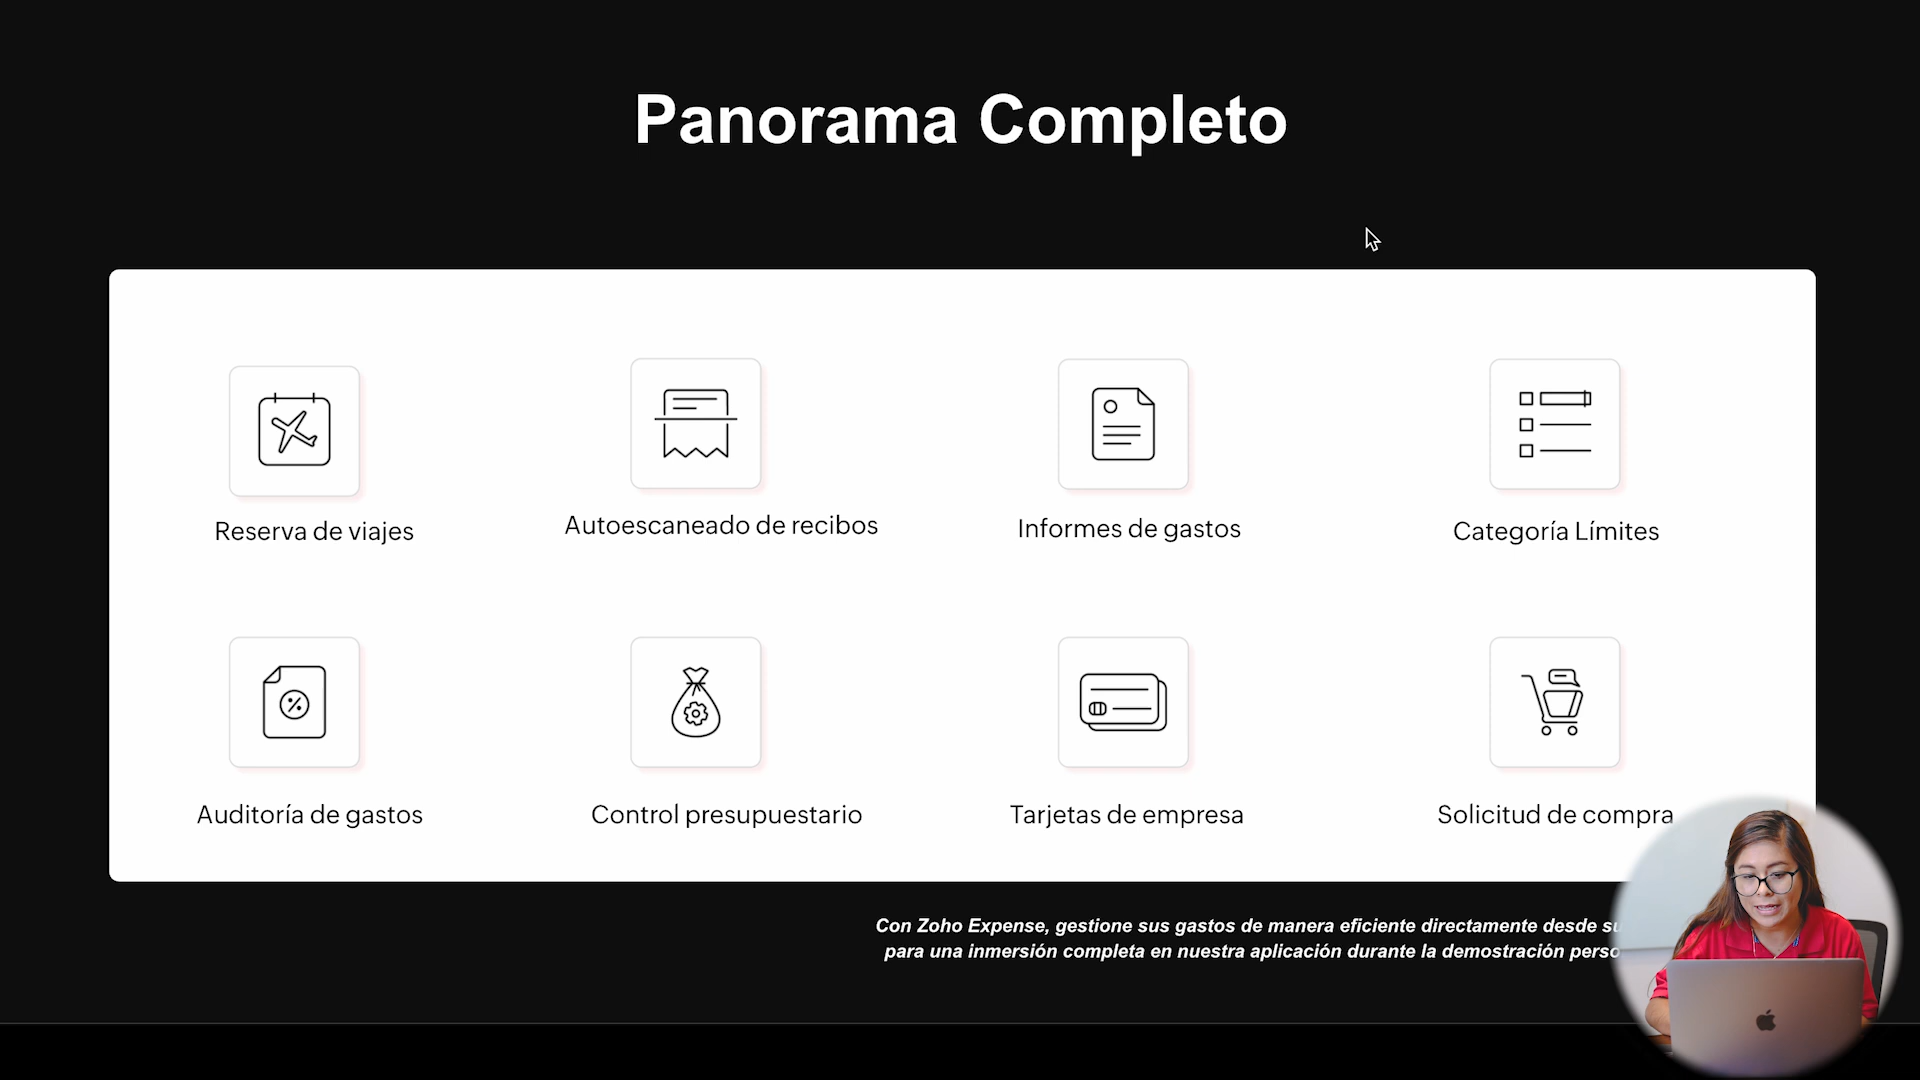 Panorama Completo
Reserva de viajes
Autoescaneado de recibos
Informes de gastos
Categoría Límites
Auditoría de gastos
Control presupuestario
Tarjetas de empresa
Solicitud de compra
Con Zoho Expense, gestione sus gastos de manera eficiente directamente desde
para una inmersión completa en nuestra aplicación durante la demostración